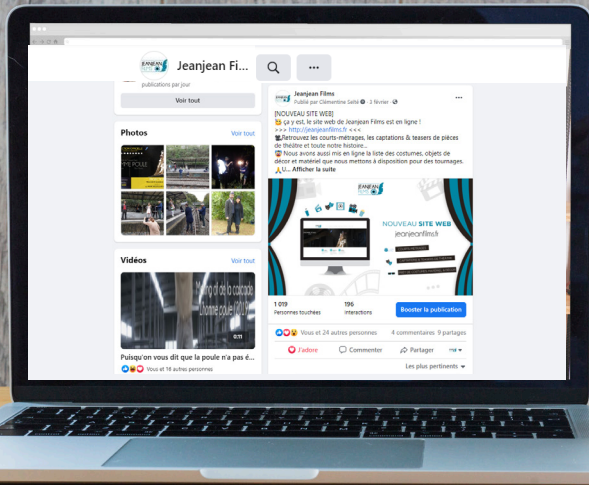 Jeanjean Fi...
publications par jour
Voir tout
Photos
Voir tout
Vidéos
Voir tout
0:11
Puisqu'on vous dit que la poule n'a pas é...
Vous et 16 autres personnes
Jeanjean Films
Publié par Clémentine Saïté · 3 février ·
[NOUVEAU SITE WEB]
ça y est, le site web de Jeanjean Films est en ligne !
>>> http://jeanjeanfilms.fr <<<
Retrouvez les courts-métrages, les captations & teasers de pièces
de théâtre et toute notre histoire...
Nous avons aussi mis en ligne la liste des costumes, objets de
décor et matériel que nous mettons à disposition pour des tournages.
U... Afficher la suite
JEANJEAN
NOUVEAU SITE WEB
jeanjeanfilms.fr
1 019
Personnes touchées
196
Interactions
Booster la publication
Vous et 24 autres personnes
4 commentaires 9 partages
J'adore
Commenter
Partager
Les plus pertinents